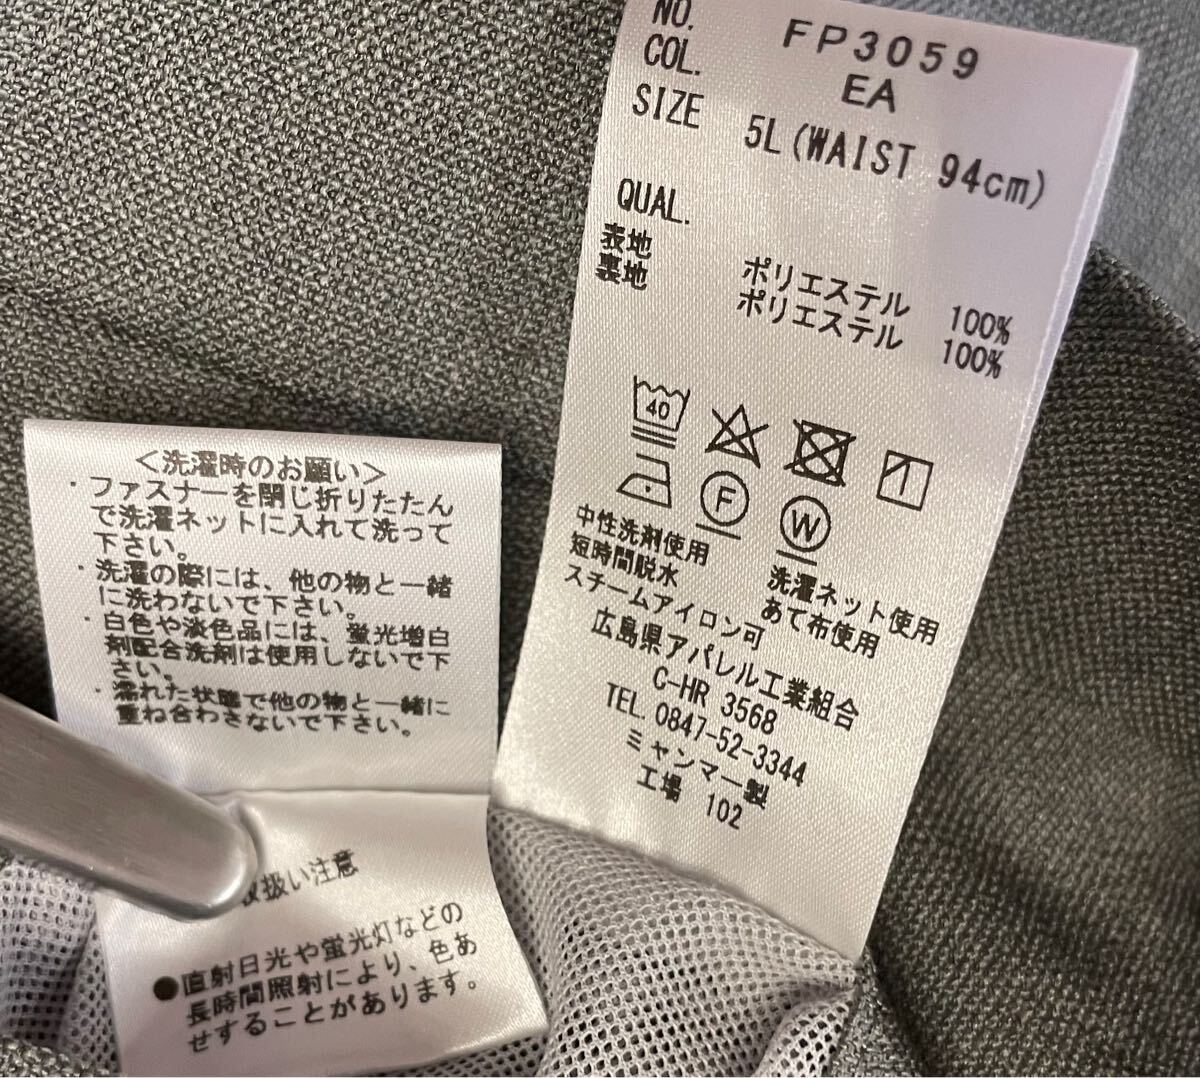 NO. FP3059
COL. EA
SIZE 5L(WAIST 94cm)
QUAL.
表地 ポリエステル 100%
裏地 ポリエステル 100%
40
F
W
中性洗剤使用 洗濯ネット使用
短時間脱水 あて布使用
スチームアイロン可
広島県アパレル工業組合
C-HR 3568
TEL. 0847-52-3344
ミャンマー製
工場 102
<洗濯時のお願い>
・ファスナーを閉じ折りたたん
で洗濯ネットに入れて洗って
下さい。
・洗濯の際には、他の物と一緒
に洗わないで下さい。
・白色や淡色品には、蛍光増白
剤配合洗剤は使用しないで下
さい。
・濡れた状態で他の物と一緒に
重ね合わさないで下さい。
扱い注意
●直射日光や蛍光灯などの
長時間照射により、色あ
せすることがあります。